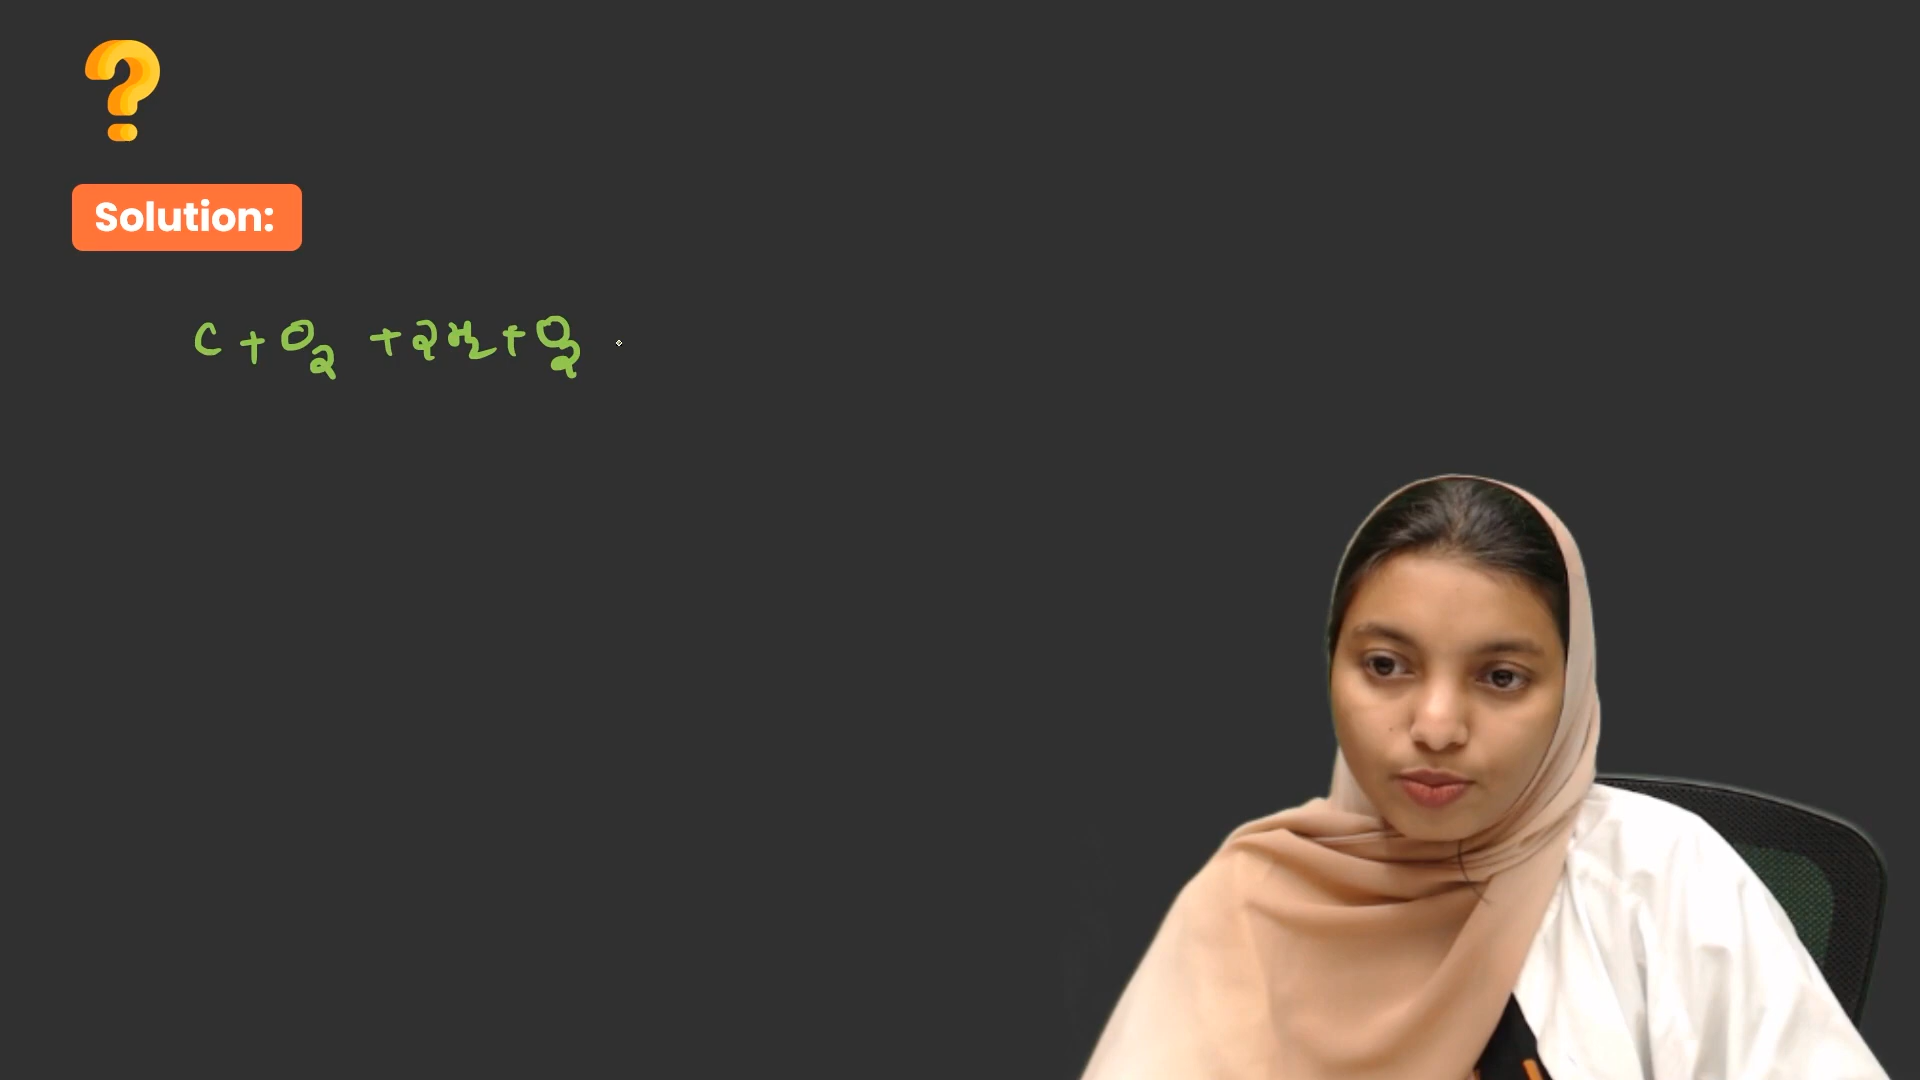 ?
Solution:
C + O₂ + 2H₂ + O₂